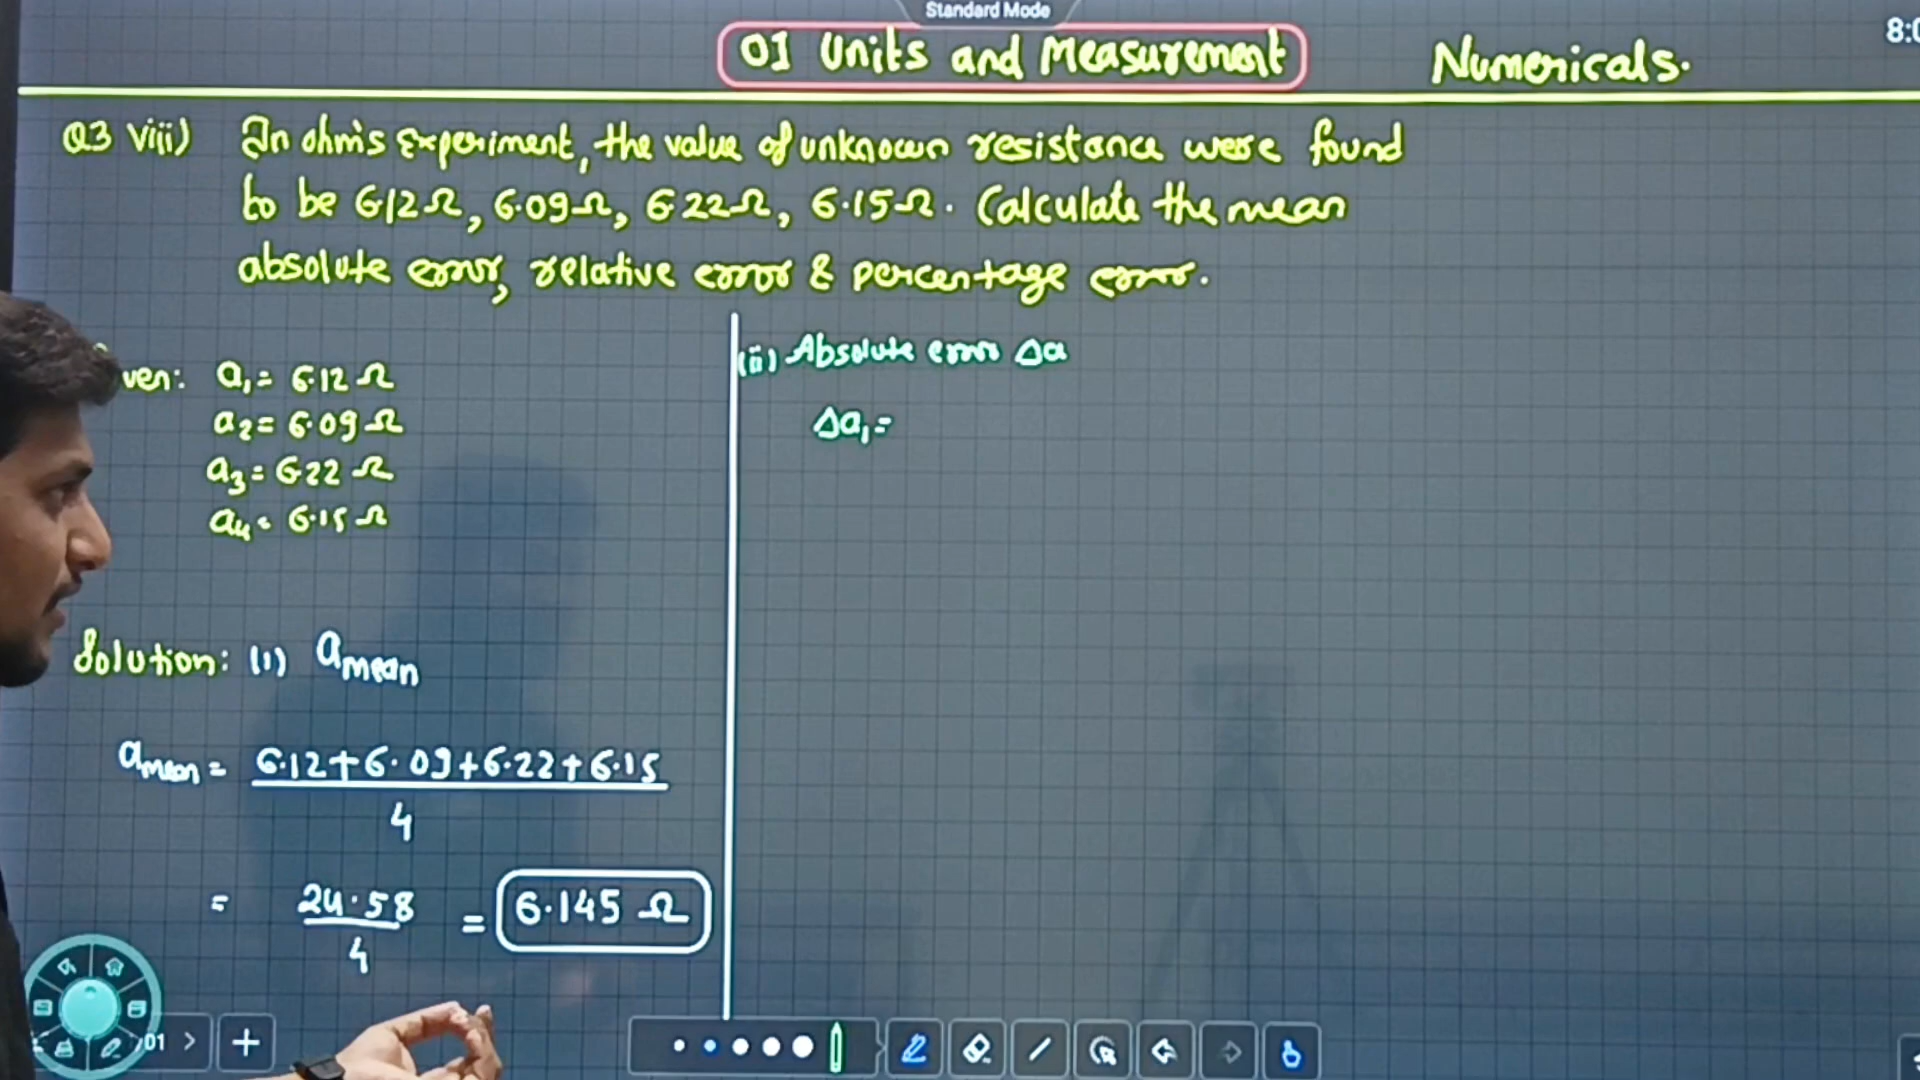 Standard Mode
01 Units and Measurement Numericals.
Q3 viii) In ohm's Experiment, the value of unknown resistance were found
to be 6.12Ω, 6.09Ω, 6.22Ω, 6.15Ω. Calculate the mean
absolute error, relative error & percentage error.
ven: a1 = 6.12 Ω
a2 = 6.09 Ω
a3 = 6.22 Ω
a4 = 6.15 Ω
Solution: (1) amean
amean = 6.12+6.09+6.22+6.15
4
= 24.58 = 6.145 Ω
4
(ii) Absolute error Δa
Δa1 =
01 > +